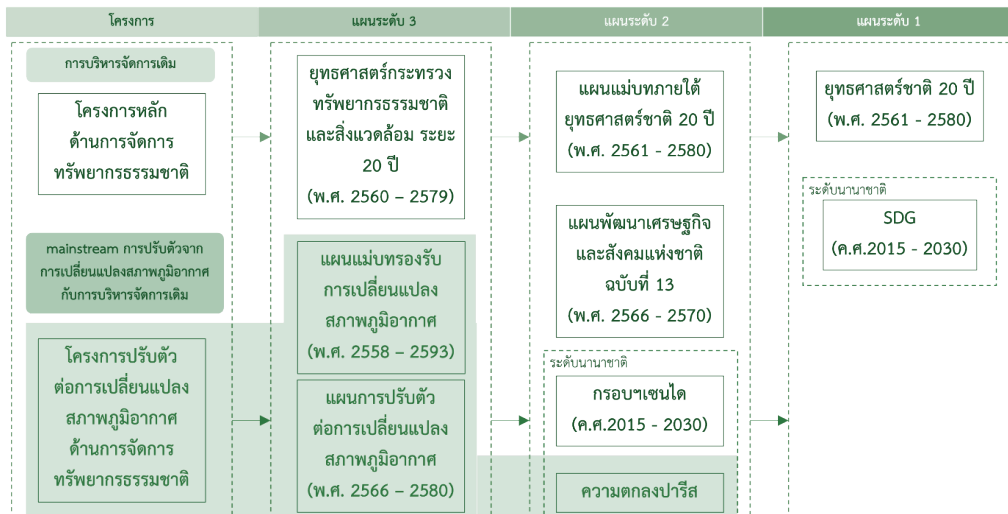 โครงการ
แผนระดับ 3
แผนระดับ 2
แผนระดับ 1
การบริหารจัดการเดิม
โครงการหลัก
ด้านการจัดการ
ทรัพยากรธรรมชาติ
mainstream การปรับตัวจาก
การเปลี่ยนแปลงสภาพภูมิอากาศ
กับการบริหารจัดการเดิม
โครงการปรับตัว
ต่อการเปลี่ยนแปลง
สภาพภูมิอากาศ
ด้านการจัดการ
ทรัพยากรธรรมชาติ
ยุทธศาสตร์กระทรวง
ทรัพยากรธรรมชาติ
และสิ่งแวดล้อม ระยะ
20 ปี
(พ.ศ. 2560 – 2579)
แผนแม่บทรองรับ
การเปลี่ยนแปลง
สภาพภูมิอากาศ
(พ.ศ. 2558 – 2593)
แผนการปรับตัว
ต่อการเปลี่ยนแปลง
สภาพภูมิอากาศ
(พ.ศ. 2566 – 2580)
แผนแม่บทภายใต้
ยุทธศาสตร์ชาติ 20 ปี
(พ.ศ. 2561 - 2580)
แผนพัฒนาเศรษฐกิจ
และสังคมแห่งชาติ
ฉบับที่ 13
(พ.ศ. 2566 - 2570)
ระดับนานาชาติ
กรอบฯเซนได
(ค.ศ.2015 - 2030)
ความตกลงปารีส
ยุทธศาสตร์ชาติ 20 ปี
(พ.ศ. 2561 - 2580)
ระดับนานาชาติ
SDG
(ค.ศ.2015 - 2030)